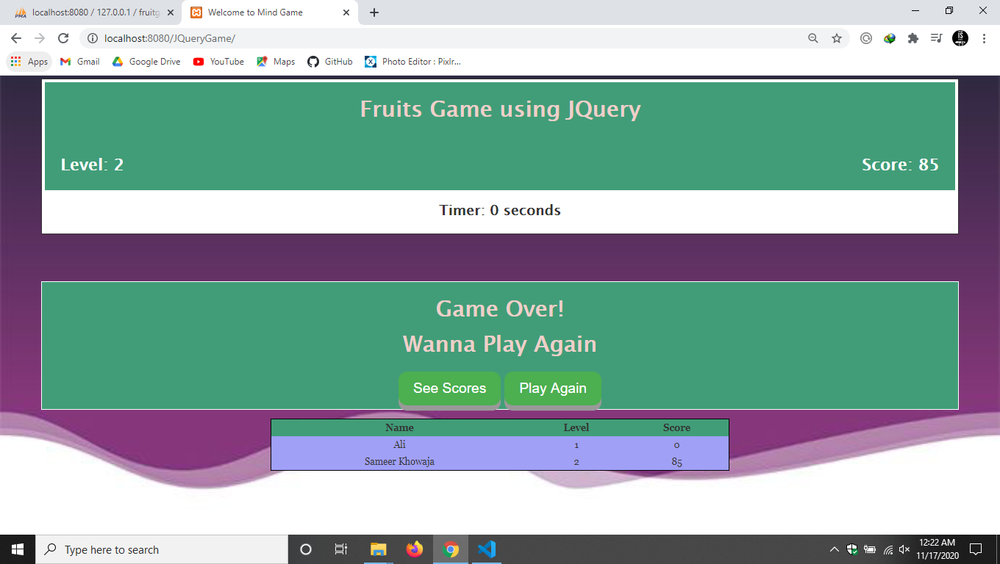 localhost:8080 / 127.0.0.1 / fruitg
Welcome to Mind Game
localhost:8080/JQueryGame/
Apps Gmail Google Drive YouTube Maps GitHub Photo Editor : Pixlr...
Fruits Game using JQuery
Level: 2 Score: 85
Timer: 0 seconds
Game Over!
Wanna Play Again
See Scores Play Again
Name Level Score
Ali 1 0
Sameer Khowaja 2 85
Type here to search
12:22 AM
11/17/2020